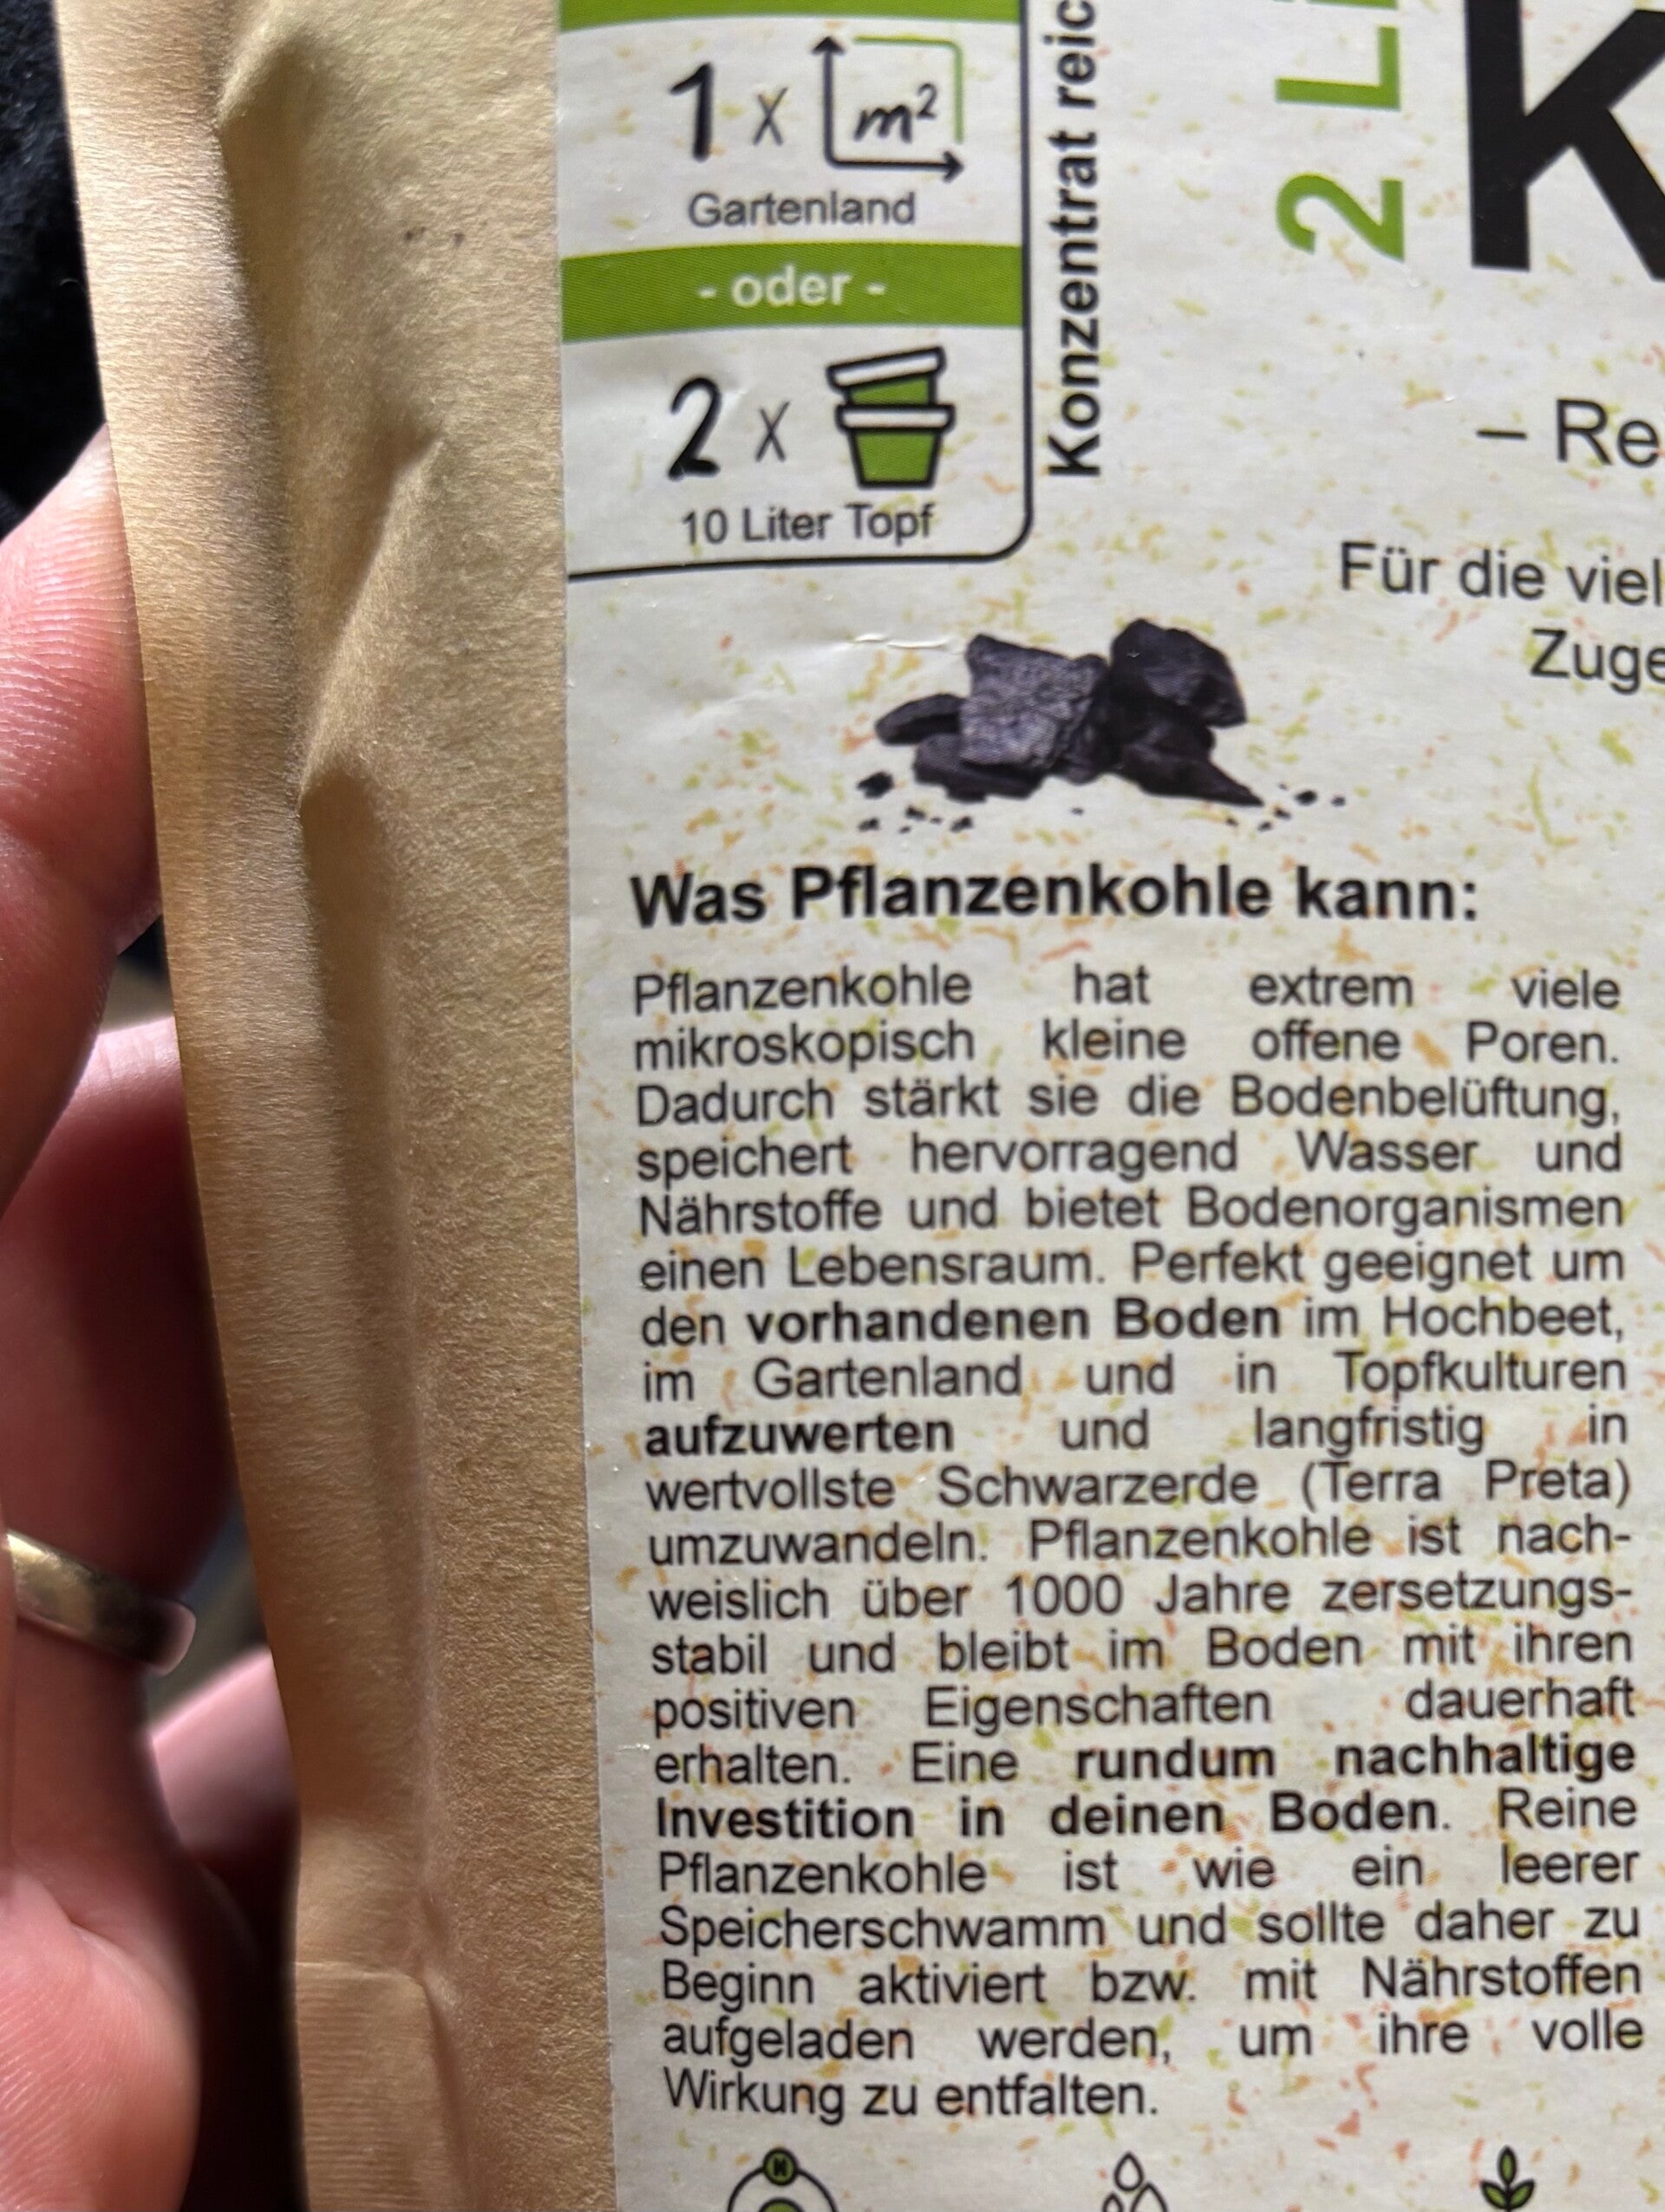 1 x m²
Gartenland
- oder -
2 x
10 Liter Topf
Konzentrat
2
– Re
Für die viel
Zuge
Was Pflanzenkohle kann:
Pflanzenkohle hat extrem viele
mikroskopisch kleine offene Poren.
Dadurch stärkt sie die Bodenbelüftung,
speichert hervorragend Wasser und
Nährstoffe und bietet Bodenorganismen
einen Lebensraum. Perfekt geeignet um
den vorhandenen Boden im Hochbeet,
im Gartenland und in Topfkulturen
aufzuwerten und langfristig in
wertvollste Schwarzerde (Terra Preta)
umzuwandeln. Pflanzenkohle ist nach-
weislich über 1000 Jahre zersetzungs-
stabil und bleibt im Boden mit ihren
positiven Eigenschaften dauerhaft
erhalten. Eine rundum nachhaltige
Investition in deinen Boden. Reine
Pflanzenkohle ist wie ein leerer
Speicherschwamm und sollte daher zu
Beginn aktiviert bzw. mit Nährstoffen
aufgeladen werden, um ihre volle
Wirkung zu entfalten.